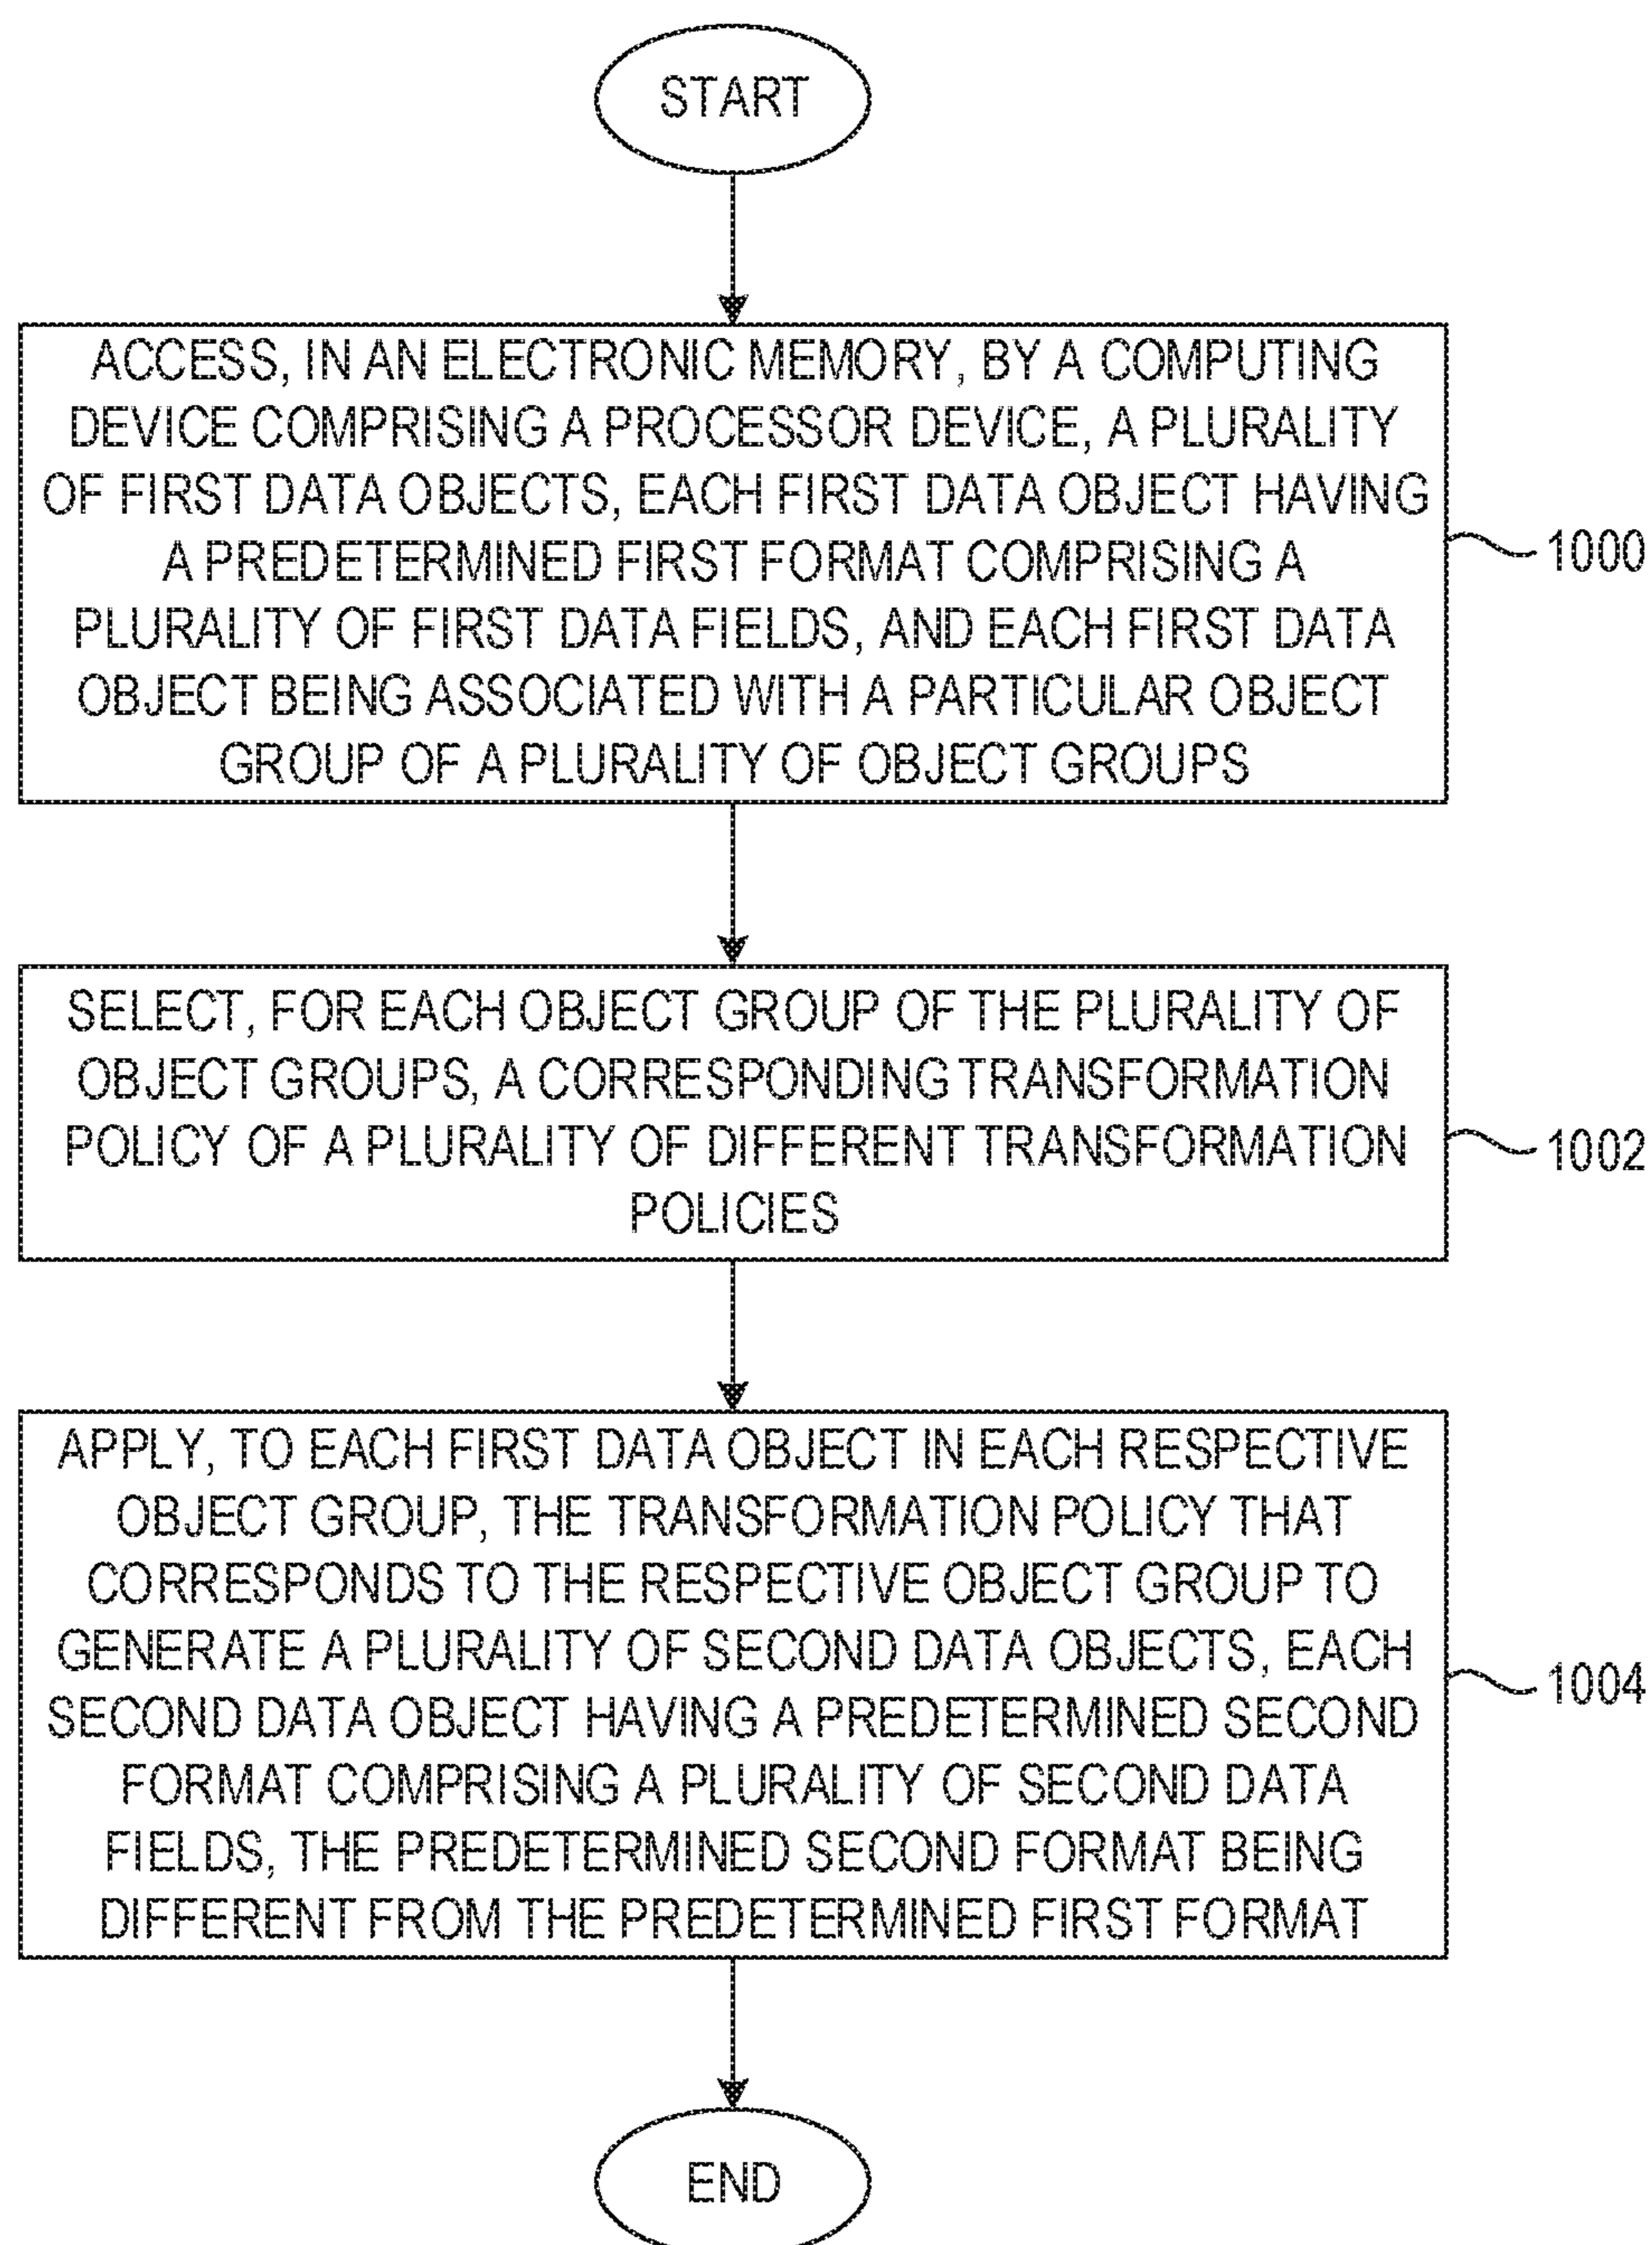 START
ACCESS, IN AN ELECTRONIC MEMORY, BY A COMPUTING
DEVICE COMPRISING A PROCESSOR DEVICE, A PLURALITY
OF FIRST DATA OBJECTS, EACH FIRST DATA OBJECT HAVING
A PREDETERMINED FIRST FORMAT COMPRISING A
PLURALITY OF FIRST DATA FIELDS, AND EACH FIRST DATA
OBJECT BEING ASSOCIATED WITH A PARTICULAR OBJECT
GROUP OF A PLURALITY OF OBJECT GROUPS
1000
SELECT, FOR EACH OBJECT GROUP OF THE PLURALITY OF
OBJECT GROUPS, A CORRESPONDING TRANSFORMATION
POLICY OF A PLURALITY OF DIFFERENT TRANSFORMATION
POLICIES
1002
APPLY, TO EACH FIRST DATA OBJECT IN EACH RESPECTIVE
OBJECT GROUP, THE TRANSFORMATION POLICY THAT
CORRESPONDS TO THE RESPECTIVE OBJECT GROUP TO
GENERATE A PLURALITY OF SECOND DATA OBJECTS, EACH
SECOND DATA OBJECT HAVING A PREDETERMINED SECOND
FORMAT COMPRISING A PLURALITY OF SECOND DATA
FIELDS, THE PREDETERMINED SECOND FORMAT BEING
DIFFERENT FROM THE PREDETERMINED FIRST FORMAT
1004
END